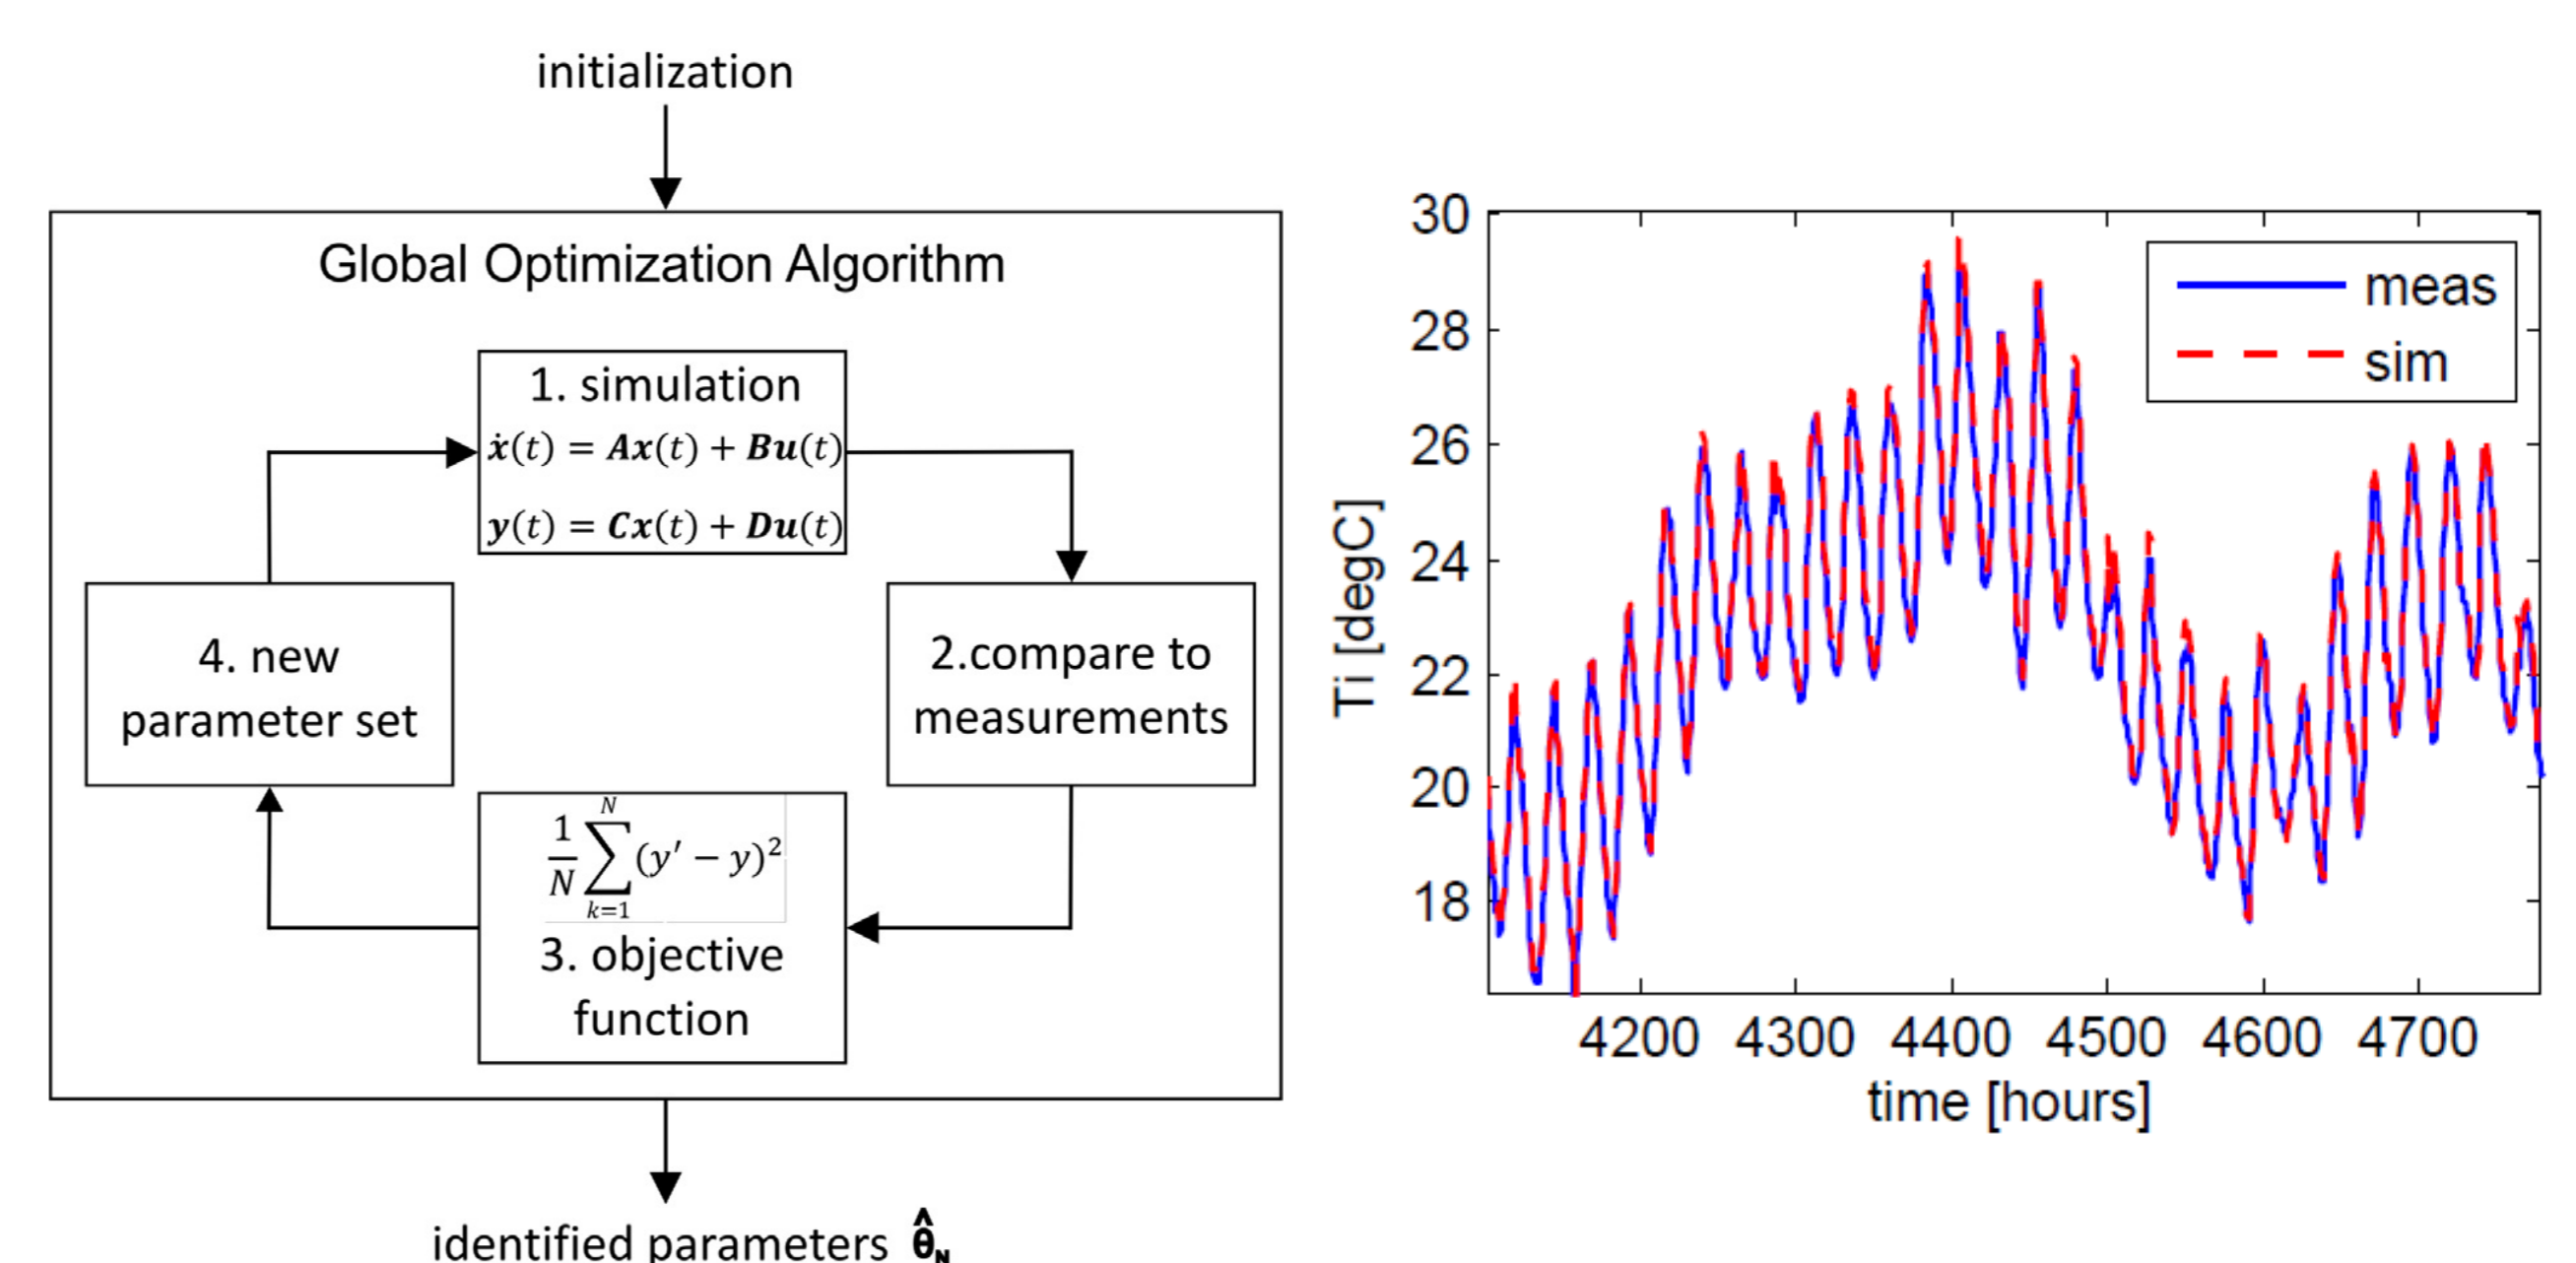 initialization
Global Optimization Algorithm
1. simulation
ẋ(t) = Ax(t) + Bu(t)
y(t) = Cx(t) + Du(t)
2.compare to
measurements
1/N ∑_{k=1}^{N} (y′ − y)²
3. objective
function
4. new
parameter set
identified parameters θ̂_N
30
28
26
24
22
20
18
Ti [degC]
meas
sim
4200 4300 4400 4500 4600 4700
time [hours]